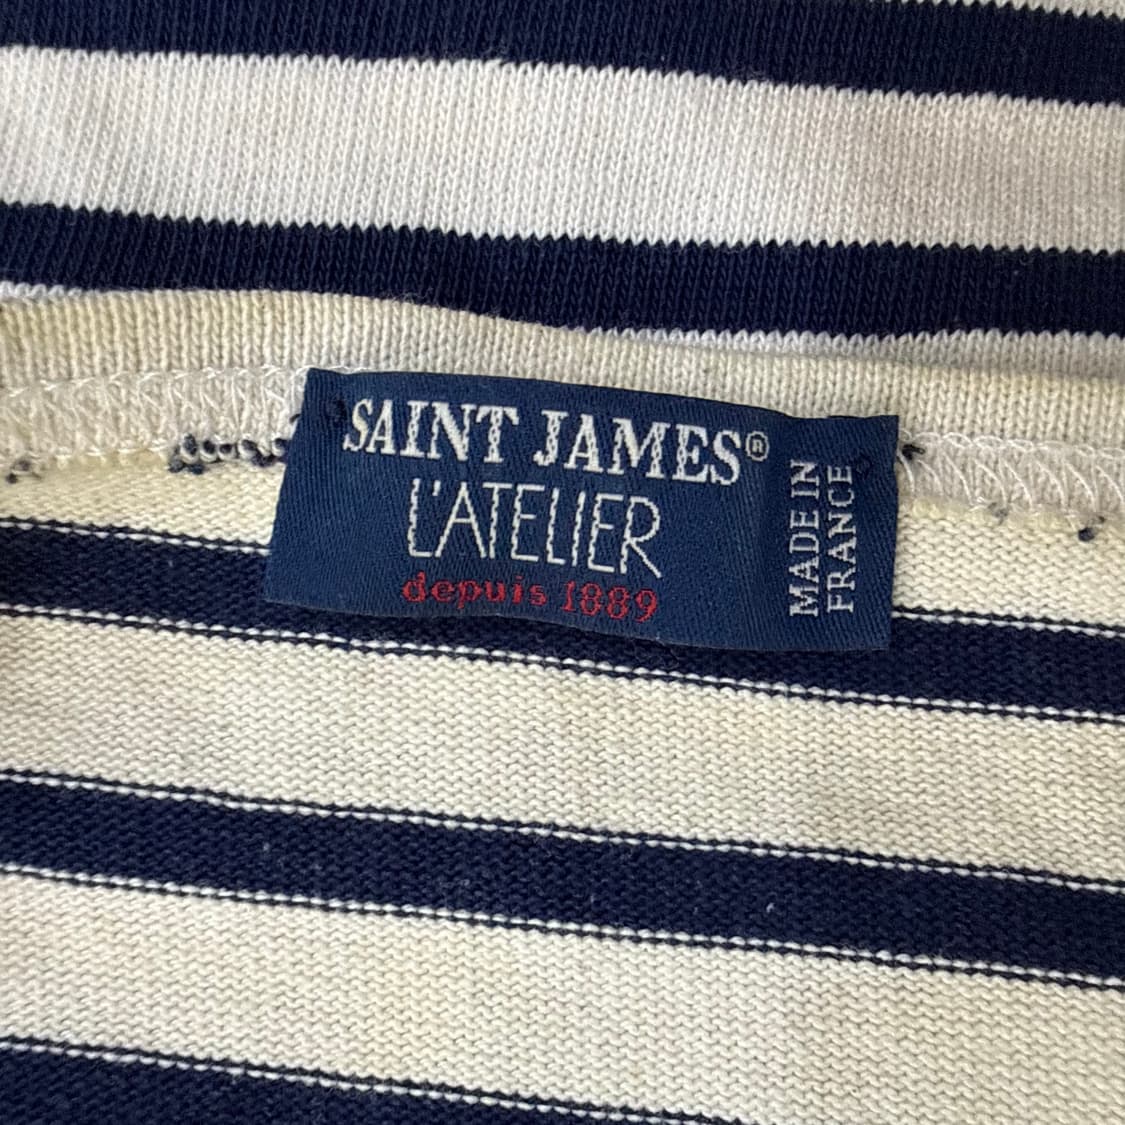 SAINT JAMES®
L'ATELIER
depuis 1889
MADE IN
FRANCE